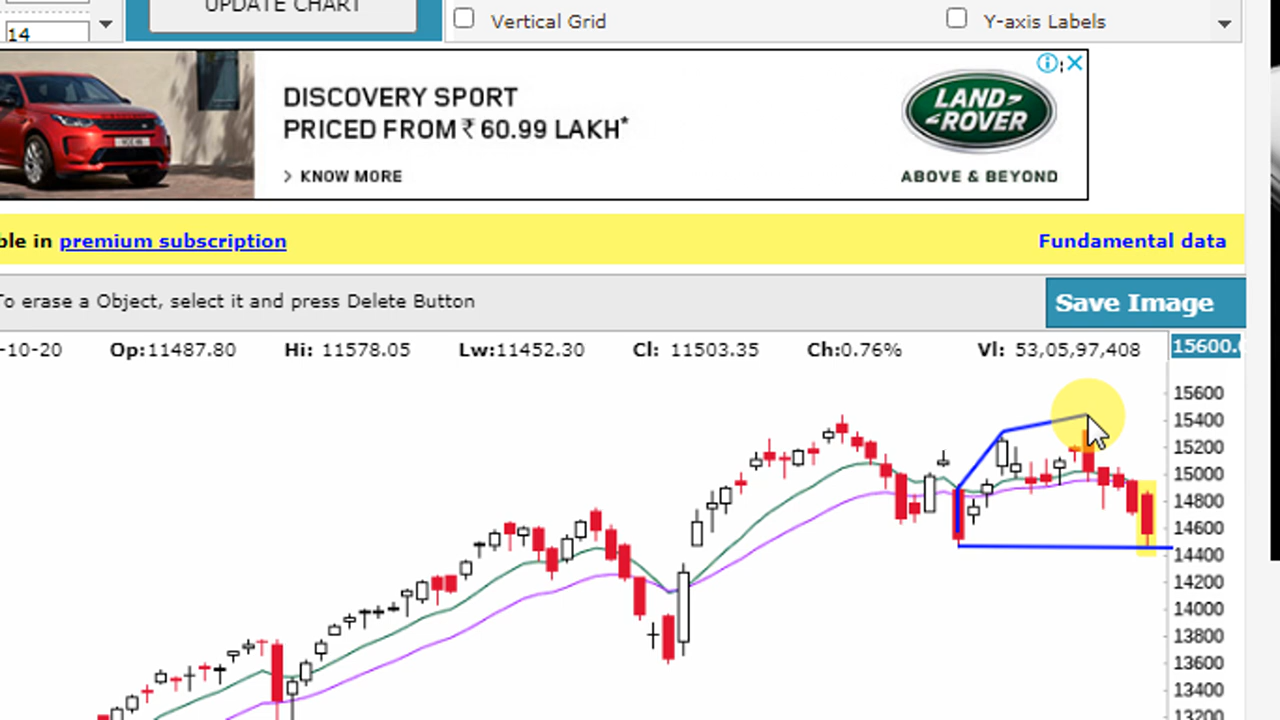 UPDATE CHART
14
Vertical Grid
Y-axis Labels
DISCOVERY SPORT
PRICED FROM ₹ 60.99 LAKH*
> KNOW MORE
LAND-
-ROVER
ABOVE & BEYOND
ble in premium subscription
Fundamental data
To erase a Object, select it and press Delete Button
Save Image
-10-20 Op:11487.80 Hi: 11578.05 Lw:11452.30 Cl: 11503.35 Ch:0.76% Vl: 53,05,97,408
15600.
15600
15400
15200
15000
14800
14600
14400
14200
14000
13800
13600
13400
13200